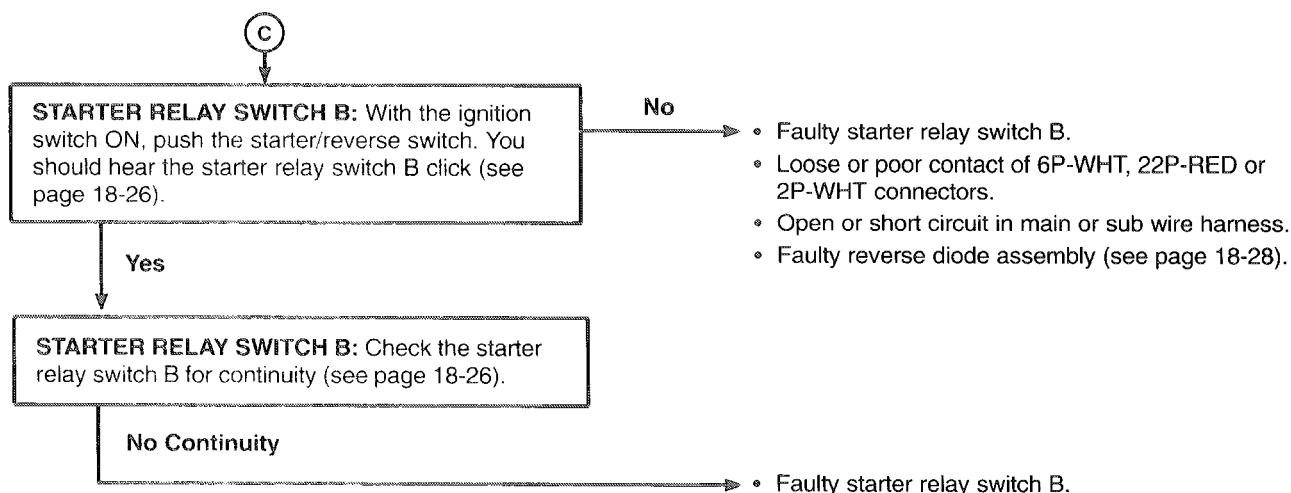 C
STARTER RELAY SWITCH B: With the ignition
switch ON, push the starter/reverse switch. You
should hear the starter relay switch B click (see
page 18-26).
No
• Faulty starter relay switch B.
• Loose or poor contact of 6P-WHT, 22P-RED or
2P-WHT connectors.
• Open or short circuit in main or sub wire harness.
• Faulty reverse diode assembly (see page 18-28).
Yes
STARTER RELAY SWITCH B: Check the starter
relay switch B for continuity (see page 18-26).
No Continuity
• Faulty starter relay switch B.